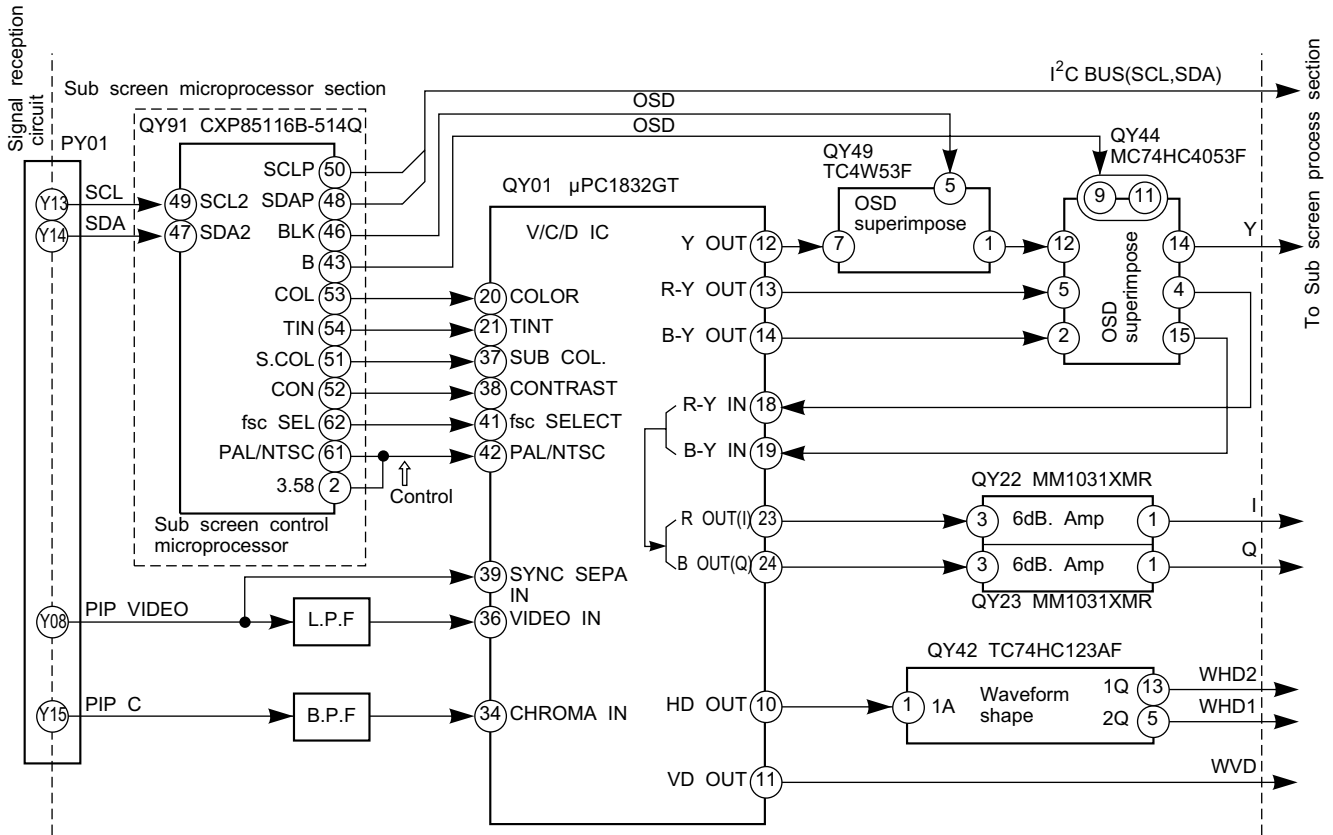 Signal reception
circuit
PY01
Y13
SCL
Y14
SDA
Y08
PIP VIDEO
Y15
PIP C
Sub screen microprocessor section
QY91 CXP85116B-514Q
49 SCL2
47 SDA2
SCLP 50
SDAP 48
BLK 46
B 43
COL 53
TIN 54
S.COL 51
CON 52
fsc SEL 62
PAL/NTSC 61
3.58 2
Control
Sub screen control
microprocessor
L.P.F
B.P.F
QY01 µPC1832GT
V/C/D IC
20 COLOR
21 TINT
37 SUB COL.
38 CONTRAST
41 fsc SELECT
42 PAL/NTSC
39 SYNC SEPA
IN
36 VIDEO IN
34 CHROMA IN
Y OUT 12
R-Y OUT 13
B-Y OUT 14
R-Y IN 18
B-Y IN 19
R OUT(I) 23
B OUT(Q) 24
HD OUT 10
VD OUT 11
I²C BUS(SCL,SDA)
OSD
OSD
QY49
TC4W53F
5
OSD
superimpose
7
1
QY44
MC74HC4053F
9 11
12 14
5 4
2 15
OSD
superimpose
Y
QY22 MM1031XMR
3 6dB. Amp 1
I
3 6dB. Amp 1
Q
QY23 MM1031XMR
QY42 TC74HC123AF
1 1A
Waveform
shape
1Q 13
WHD2
2Q 5
WHD1
WVD
To Sub screen process section